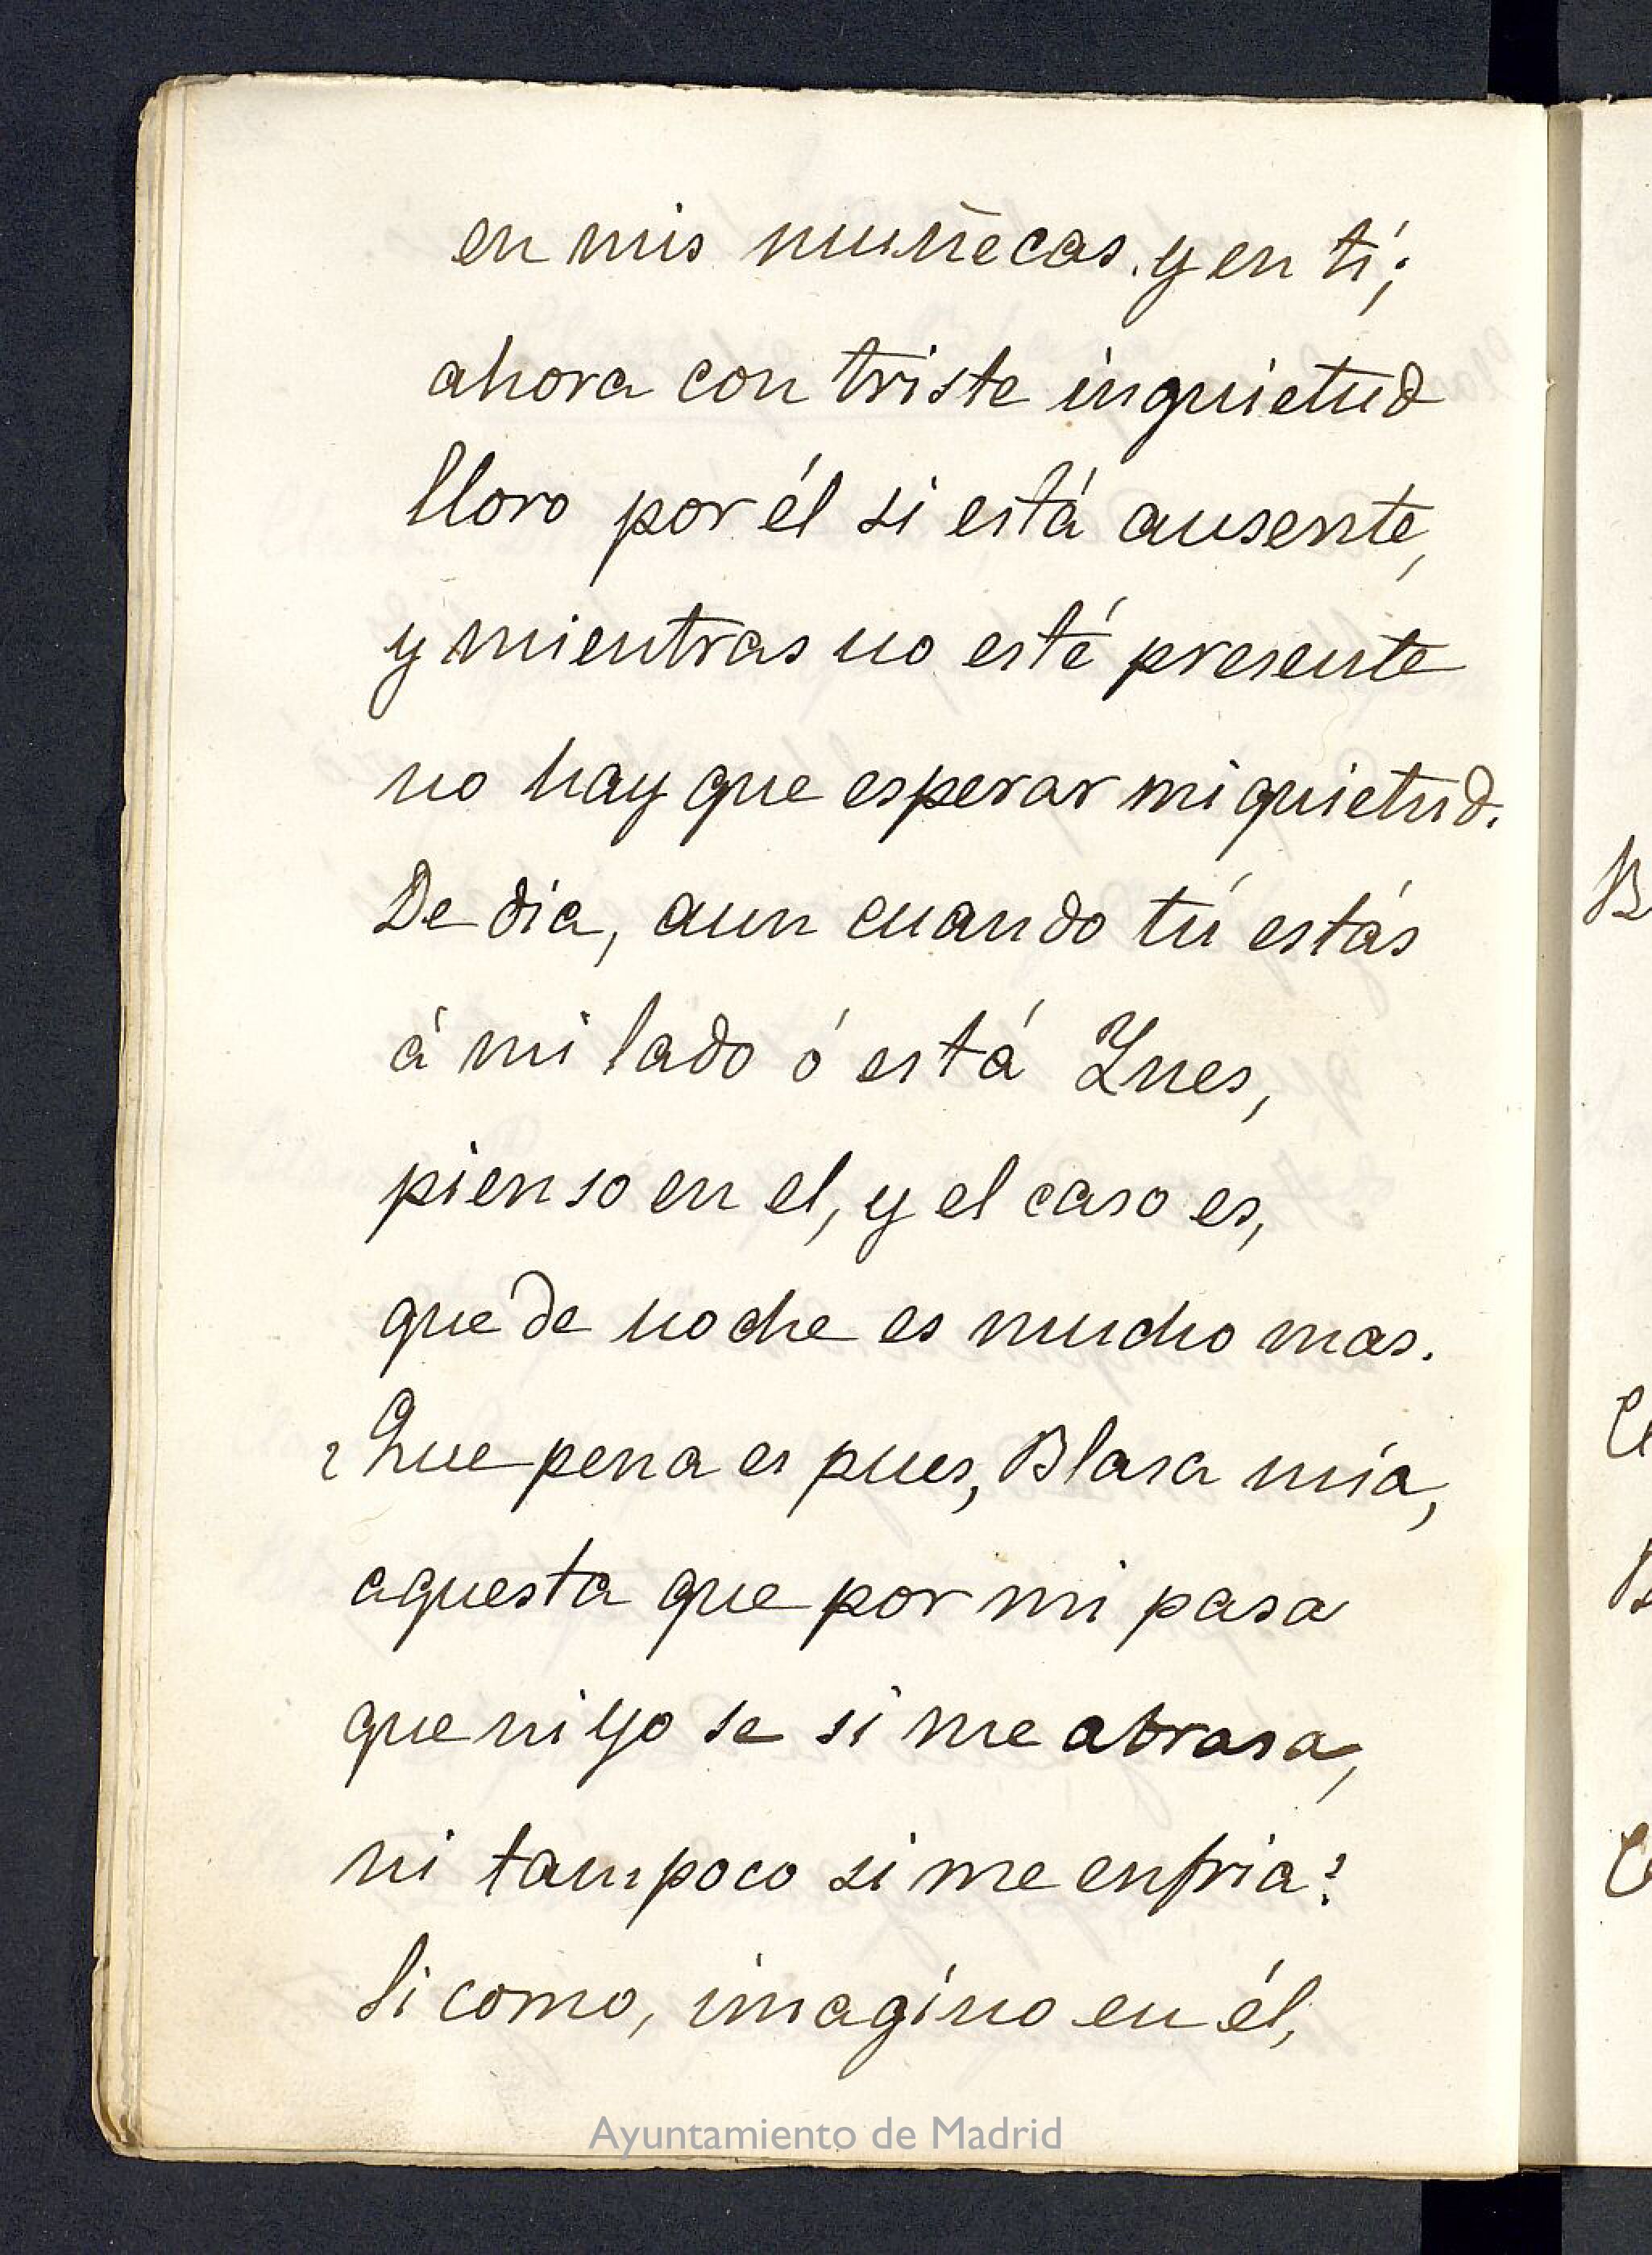 en mis muñecas, y en tí;
ahora con triste inquietud
lloro por él si está ausente,
y mientras no esté presente
no hay que esperar mi quietud.
De dia, aun cuando tú estás
á mi lado ó está Ynes,
pienso en el, y el caso es,
que de noche es mucho mas.
¿Que pena es pues, Blasa mía,
aquesta que por mi pasa
que ni yo se si me abrasa,
ni tampoco si me enfria?
Si como, imagino en él,
Ayuntamiento de Madrid